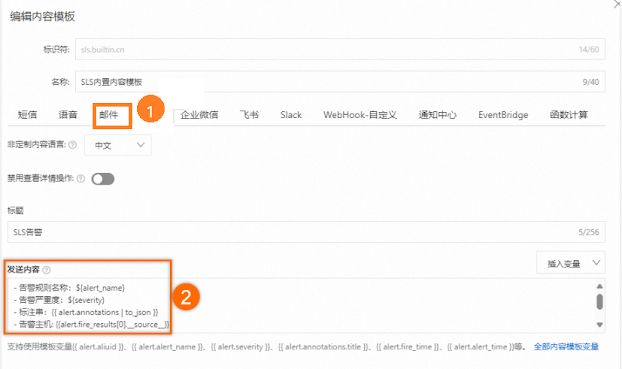 编辑内容模板
标识符: sls.builtin.cn 14/60
名称: SLS内置内容模板 9/40
短信 语音 邮件 1 企业微信 飞书 Slack WebHook-自定义 通知中心 EventBridge 函数计算
非定制内容语言: 中文
禁用查看详情操作:
标题
SLS告警 5/256
插入变量
发送内容
- 告警规则名称：${alert_name}
- 告警严重度：${severity}
- 标注串：{{ alert.annotations | to_json }}
- 告警主机: {{alert.fire_results[0].__source__}}
2
支持使用模板变量{{ alert.aliuid }}、{{ alert.alert_name }}、{{ alert.severity }}、{{ alert.annotations.title }}、{{ alert.fire_time }}、{{ alert.alert_time }}等。 全部内容模板变量